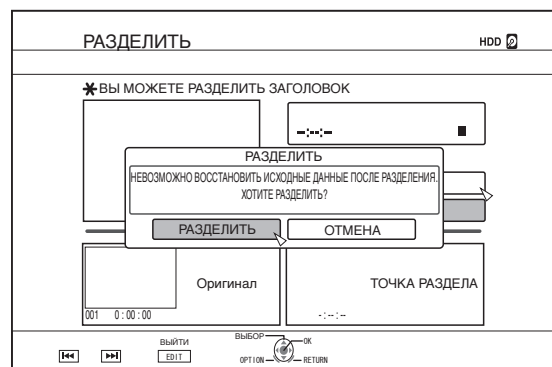 РАЗДЕЛИТЬ
HDD
ВЫ МОЖЕТЕ РАЗДЕЛИТЬ ЗАГОЛОВОК
–:––:–
РАЗДЕЛИТЬ
НЕВОЗМОЖНО ВОССТАНОВИТЬ ИСХОДНЫЕ ДАННЫЕ ПОСЛЕ РАЗДЕЛЕНИЯ.
ХОТИТЕ РАЗДЕЛИТЬ?
РАЗДЕЛИТЬ
ОТМЕНА
Оригинал
ТОЧКА РАЗДЕЛА
001 0 : 00 : 00
- : -- : --
ВЫЙТИ
EDIT
ВЫБОР
OK
OPTION
RETURN